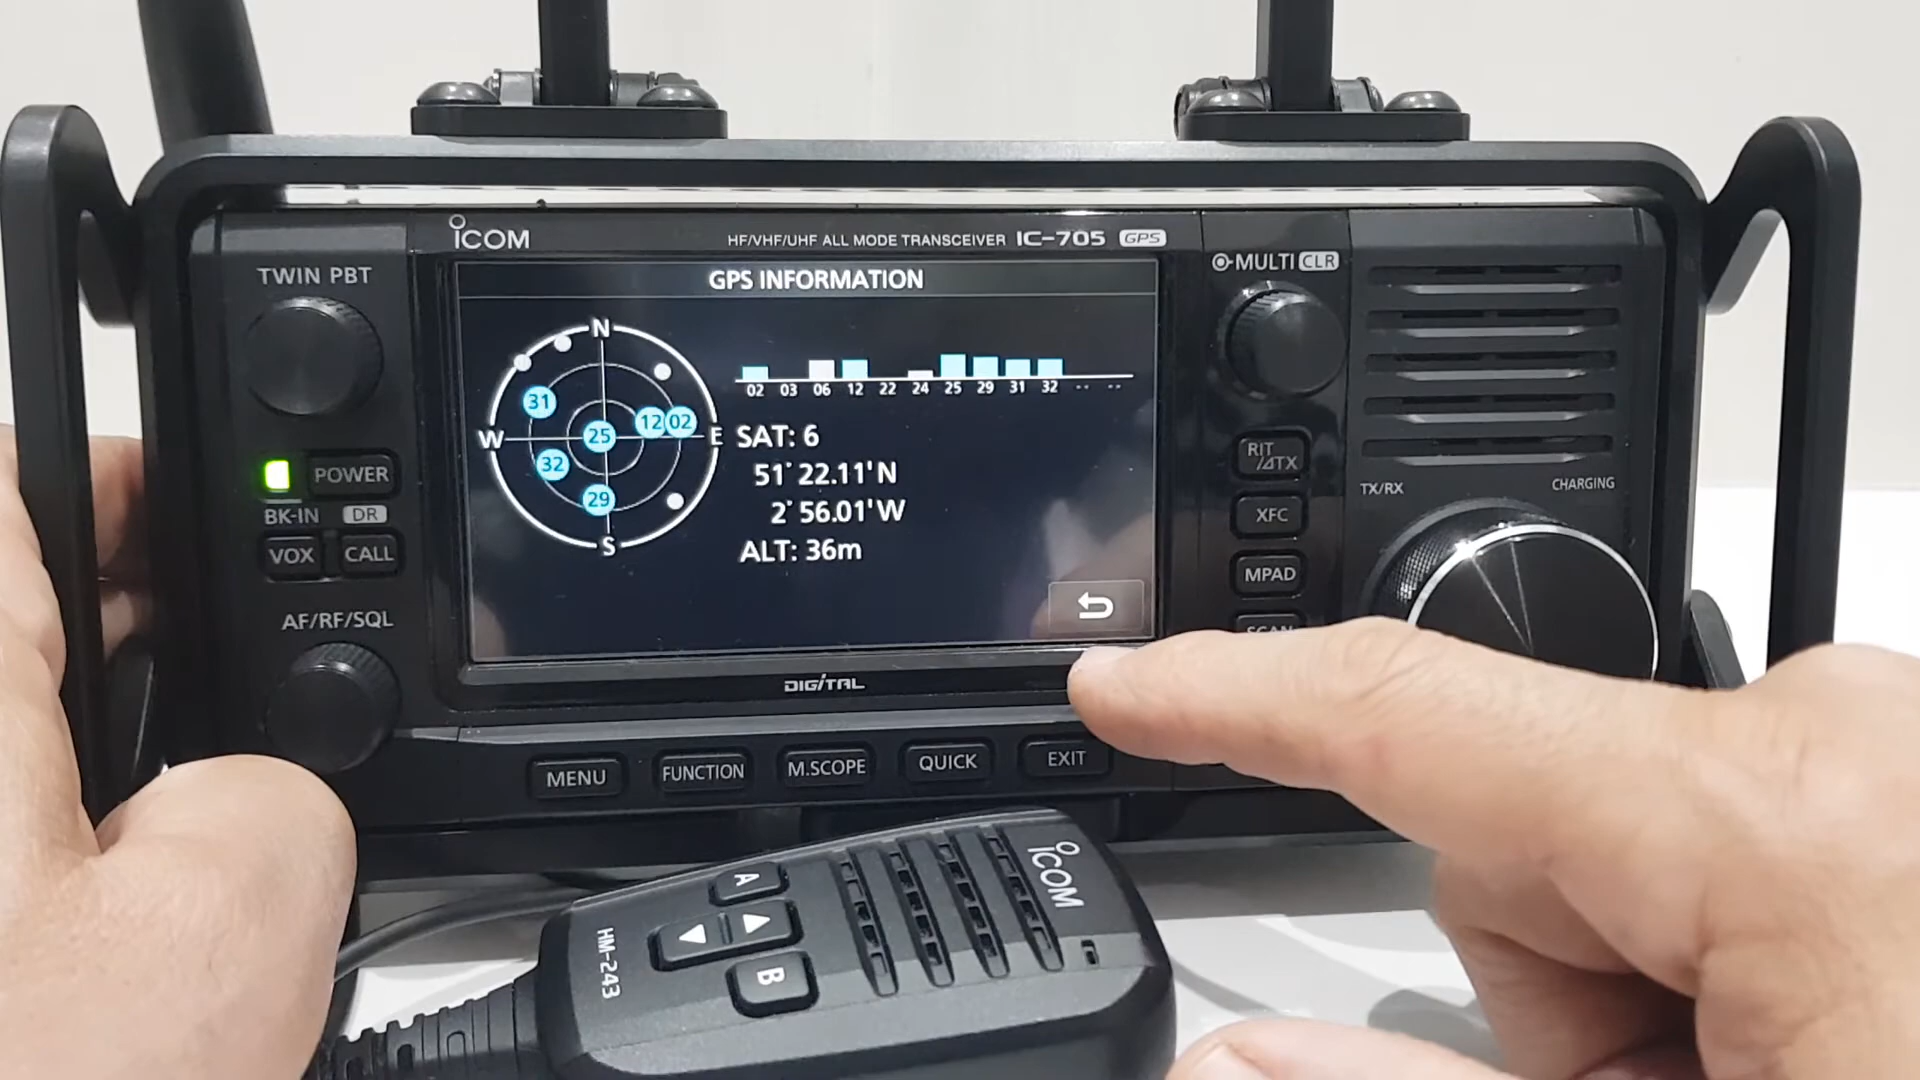 ICOM
HF/VHF/UHF ALL MODE TRANSCEIVER IC-705 GPS
TWIN PBT
MULTI CLR
GPS INFORMATION
N
31
12
02
W
25
E
32
29
S
02 03 06 12 22 24 25 29 31 32 -- --
SAT: 6
51° 22.11'N
2° 56.01'W
ALT: 36m
POWER
BK-IN DR
VOX CALL
AF/RF/SQL
RIT
/⊿TX
XFC
MPAD
SCAN
TX/RX
CHARGING
DIGITAL
MENU FUNCTION M.SCOPE QUICK EXIT
ICOM
A
B
HM-243